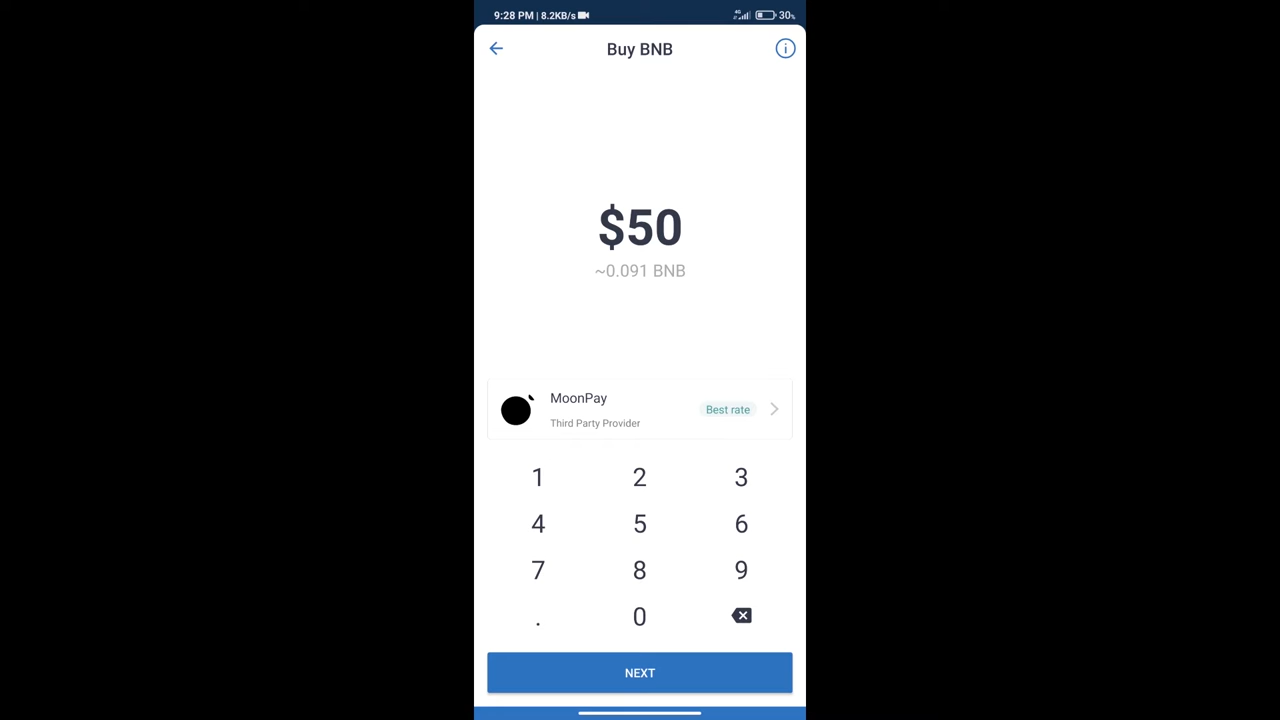 9:28 PM | 8.2KB/s
4G 30%
Buy BNB
$50
~0.091 BNB
MoonPay
Best rate
Third Party Provider
1 2 3
4 5 6
7 8 9
. 0
NEXT